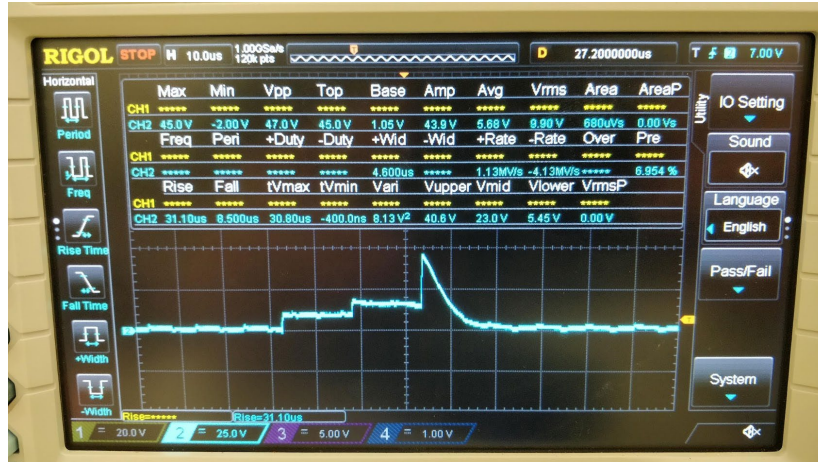 RIGOL STOP H 10.0us 1.00GSa/s 120k pts D 27.2000000us T 2 7.00 V
Horizontal
Period
Freq
Rise Time
Fall Time
+Width
-Width
Max Min Vpp Top Base Amp Avg Vrms Area AreaP
CH1 ***** ***** ***** ***** ***** ***** ***** ***** ***** *****
CH2 45.0 V -2.00 V 47.0 V 45.0 V 1.05 V 43.9 V 5.68 V 9.90 V 680uVs 0.00 Vs
Freq Peri +Duty -Duty +Wid -Wid +Rate -Rate Over Pre
CH1 ***** ***** ***** ***** ***** ***** ***** ***** ***** *****
CH2 ***** ***** ***** ***** 4.600us ***** 1.13MV/s -4.13MV/s ***** 6.954 %
Rise Fall tVmax tVmin Vari Vupper Vmid Vlower VrmsP
CH1 ***** ***** ***** ***** ***** ***** ***** ***** *****
CH2 31.10us 8.500us 30.80us -400.0ns 8.13 V² 40.6 V 23.0 V 5.45 V 0.00 V
2
T
Rise=***** Rise=31.10us
1 = 20.0 V 2 = 25.0 V 3 = 5.00 V 4 = 1.00 V
Utility
IO Setting
Sound
Language
English
Pass/Fail
System